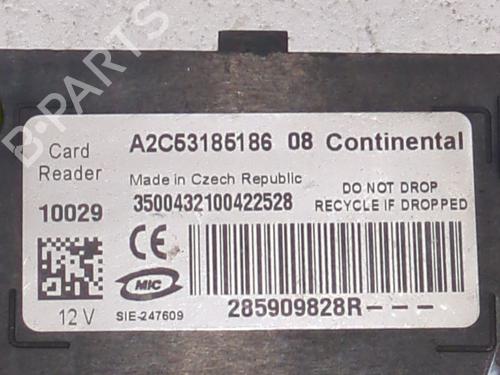 B-PARTS
A2C53185186 08 Continental
Card
Reader
Made in Czech Republic
DO NOT DROP
10029
3500432100422528
RECYCLE IF DROPPED
CE
MIC
12 V
SIE-247609
285909828R---